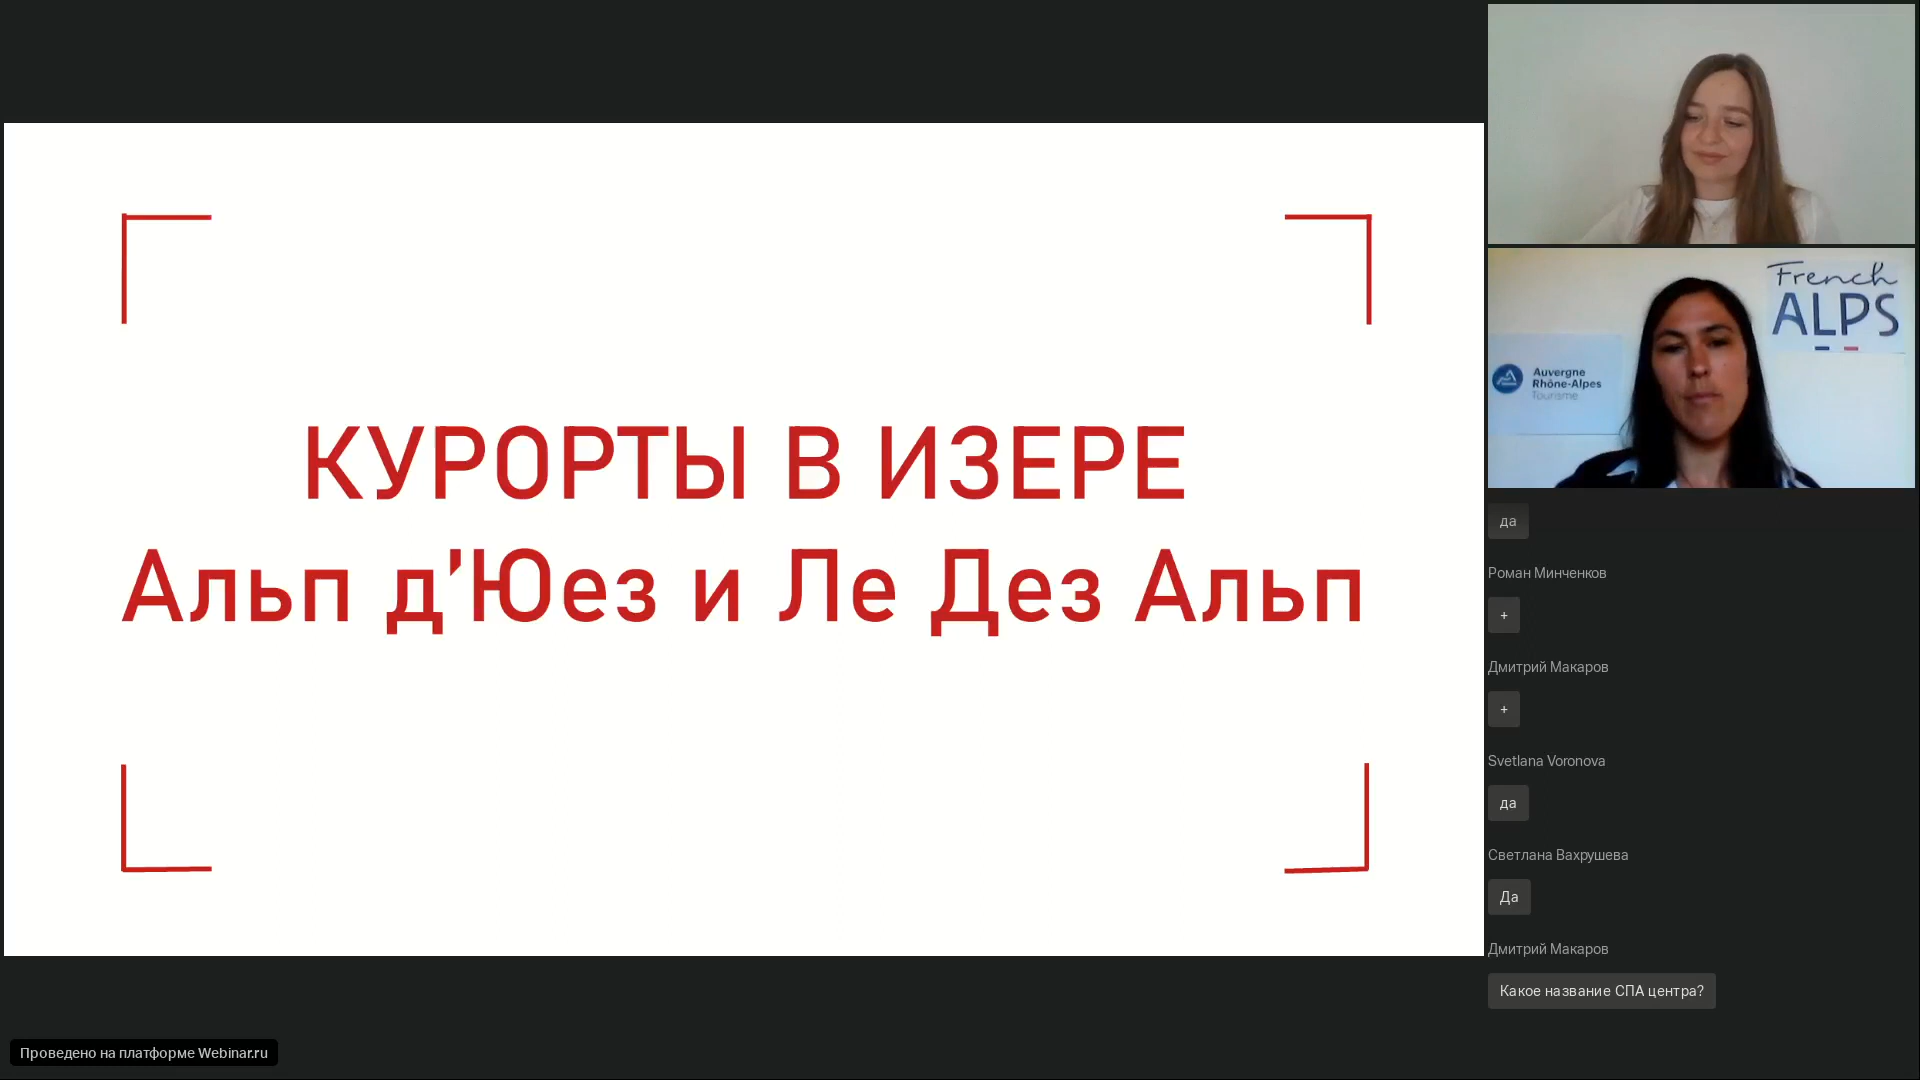 КУРОРТЫ В ИЗЕРЕ
Альп д’Юез и Ле Дез Альп
French
ALPS
Auvergne
Rhône-Alpes
Tourisme
да
Роман Минченков
+
Дмитрий Макаров
+
Svetlana Voronova
да
Светлана Вахрушева
Да
Дмитрий Макаров
Какое название СПА центра?
Проведено на платформе Webinar.ru